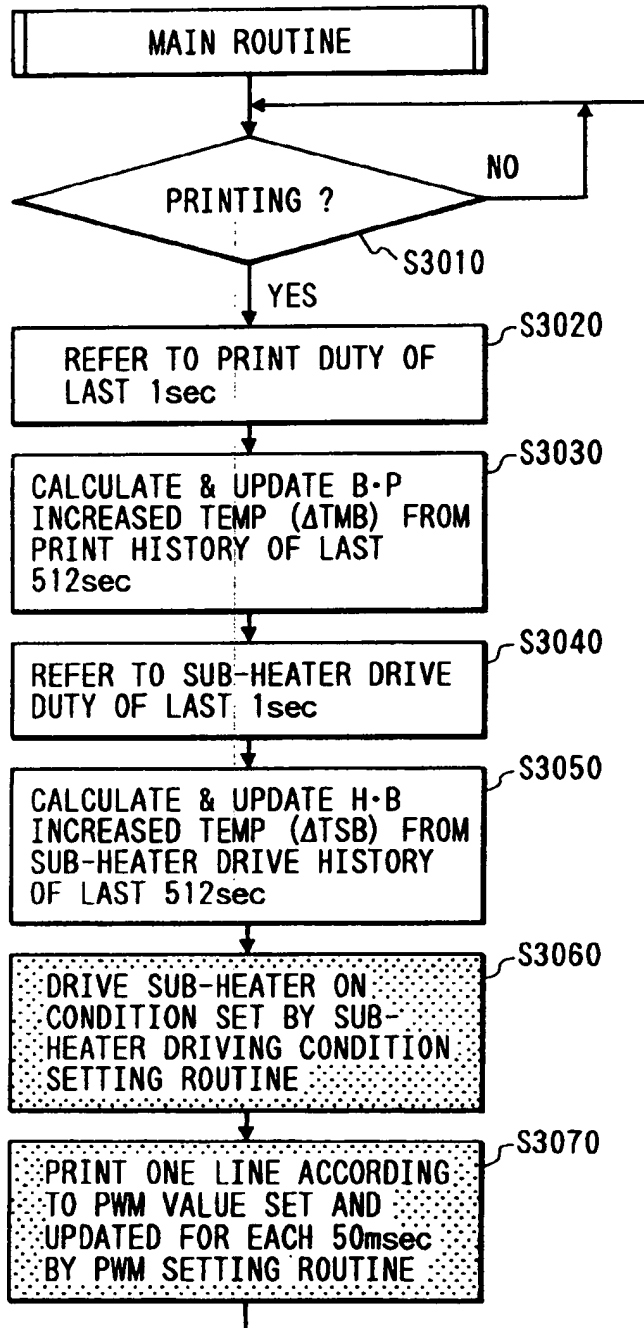 MAIN ROUTINE
PRINTING ?
NO
S3010
YES
S3020
REFER TO PRINT DUTY OF
LAST 1sec
S3030
CALCULATE & UPDATE B·P
INCREASED TEMP (ΔTMB) FROM
PRINT HISTORY OF LAST
512sec
S3040
REFER TO SUB-HEATER DRIVE
DUTY OF LAST 1sec
S3050
CALCULATE & UPDATE H·B
INCREASED TEMP (ΔTSB) FROM
SUB-HEATER DRIVE HISTORY
OF LAST 512sec
S3060
DRIVE SUB-HEATER ON
CONDITION SET BY SUB-
HEATER DRIVING CONDITION
SETTING ROUTINE
S3070
PRINT ONE LINE ACCORDING
TO PWM VALUE SET AND
UPDATED FOR EACH 50msec
BY PWM SETTING ROUTINE